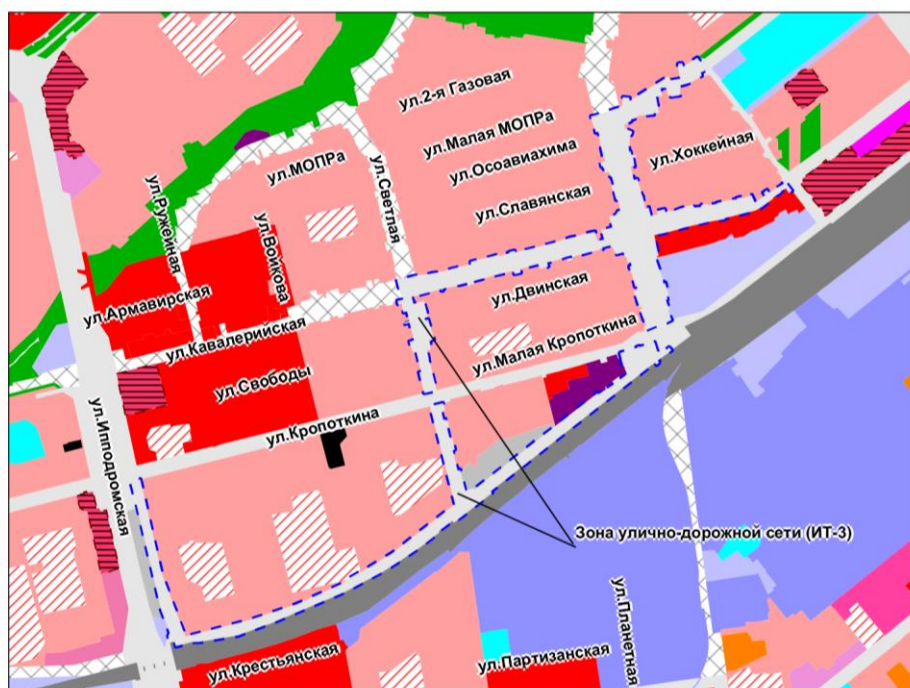 ул.2-я Газовая
ул.Малая МОПРа
ул.МОПРа
ул.Осоавиахима
ул.Хоккейная
ул.Светлая
ул.Ружейная
ул.Славянская
ул.Войкова
ул.Армавирская
ул.Двинская
ул.Кавалерийская
ул.Малая Кропоткина
ул.Свободы
ул.Кропоткина
ул.Ипподромская
Зона улично-дорожной сети (ИТ-3)
ул.Планетная
ул.Крестьянская
ул.Партизанская